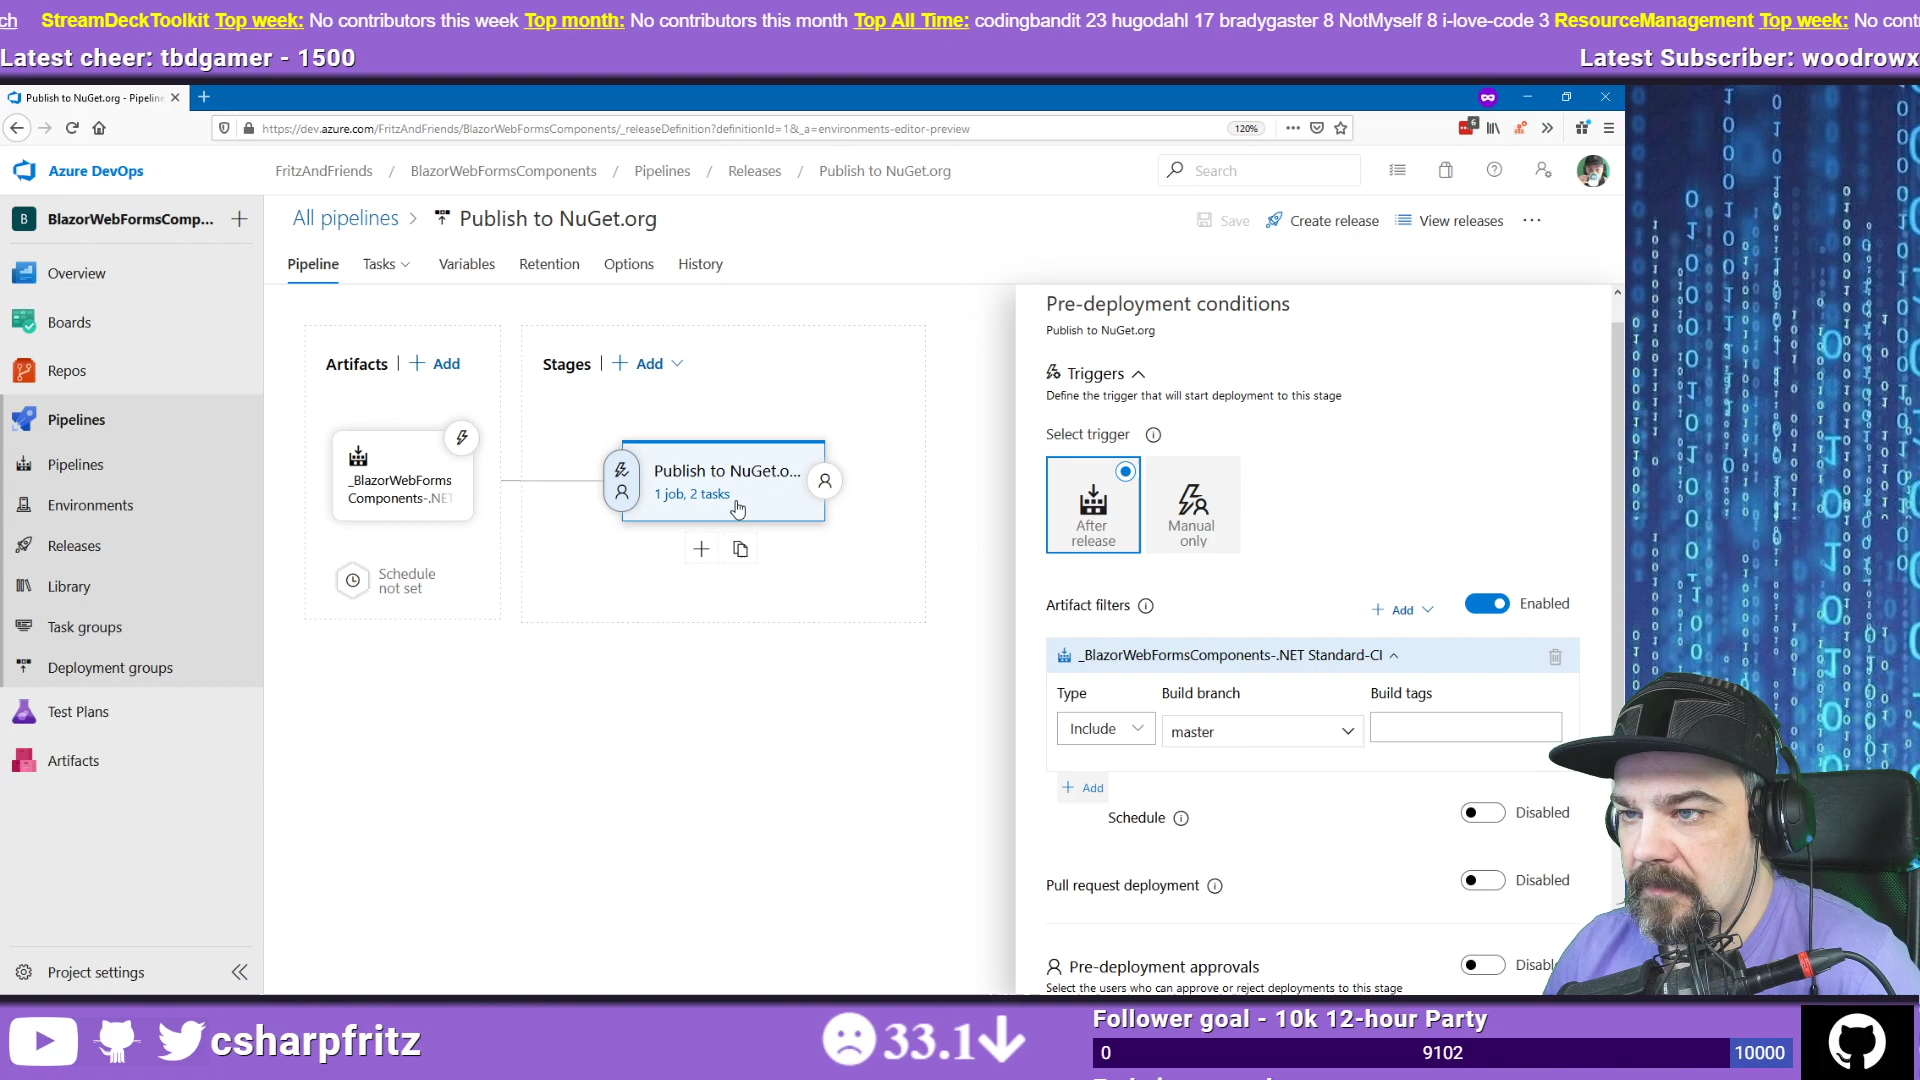 ch StreamDeckToolkit Top week: No contributors this week Top month: No contributors this month Top All Time: codingbandit 23 hugodahl 17 bradygaster 8 NotMyself 8 i-love-code 3 ResourceManagement Top week: No
Latest cheer: tbdgamer - 1500
Latest Subscriber: woodrowx
Publish to NuGet.org - Pipeline
https://dev.azure.com/FritzAndFriends/BlazorWebFormsComponents/_releaseDefinition?definitionId=1&_a=environments-editor-preview
120%
6
Azure DevOps
FritzAndFriends / BlazorWebFormsComponents / Pipelines / Releases / Publish to NuGet.org
Search
B BlazorWebFormsComp...
All pipelines > Publish to NuGet.org
Save
Create release
View releases
Pipeline Tasks Variables Retention Options History
Overview
Boards
Repos
Pipelines
Pipelines
Environments
Releases
Library
Task groups
Deployment groups
Test Plans
Artifacts
Project settings
Artifacts | + Add
Stages | + Add
_BlazorWebForms
Components-.NET
Schedule
not set
Publish to NuGet.o...
1 job, 2 tasks
Pre-deployment conditions
Publish to NuGet.org
Triggers
Define the trigger that will start deployment to this stage
Select trigger
After
release
Manual
only
Artifact filters
+ Add
Enabled
_BlazorWebFormsComponents-.NET Standard-CI
Type Build branch Build tags
Include master
+ Add
Schedule
Disabled
Pull request deployment
Disabled
Pre-deployment approvals
Disabl
Select the users who can approve or reject deployments to this stage
csharpfritz
33.1
Follower goal - 10k 12-hour Party
0 9102 10000